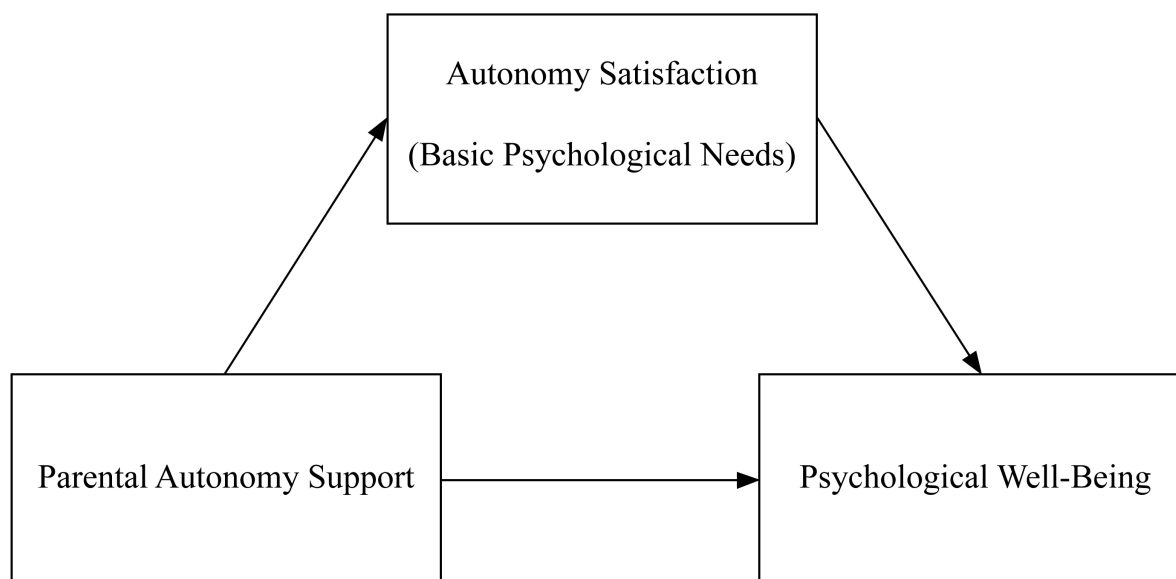 Autonomy Satisfaction
(Basic Psychological Needs)
Parental Autonomy Support
Psychological Well-Being